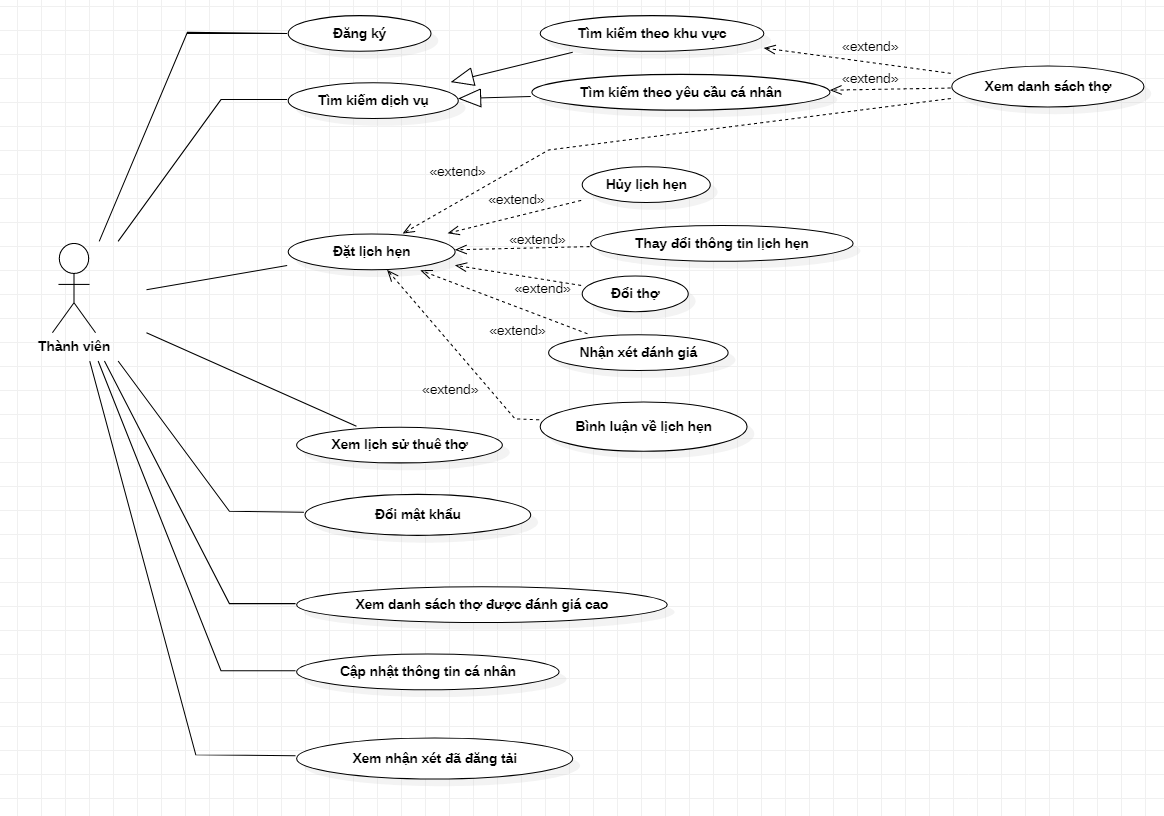 Đăng ký
Tìm kiếm theo khu vực
«extend»
Tìm kiếm dịch vụ
Tìm kiếm theo yêu cầu cá nhân
«extend»
Xem danh sách thợ
«extend»
Hủy lịch hẹn
«extend»
Đặt lịch hẹn
«extend»
Thay đổi thông tin lịch hẹn
«extend»
Đổi thợ
Thành viên
«extend»
Nhận xét đánh giá
«extend»
Bình luận về lịch hẹn
Xem lịch sử thuê thợ
Đổi mật khẩu
Xem danh sách thợ được đánh giá cao
Cập nhật thông tin cá nhân
Xem nhận xét đã đăng tải